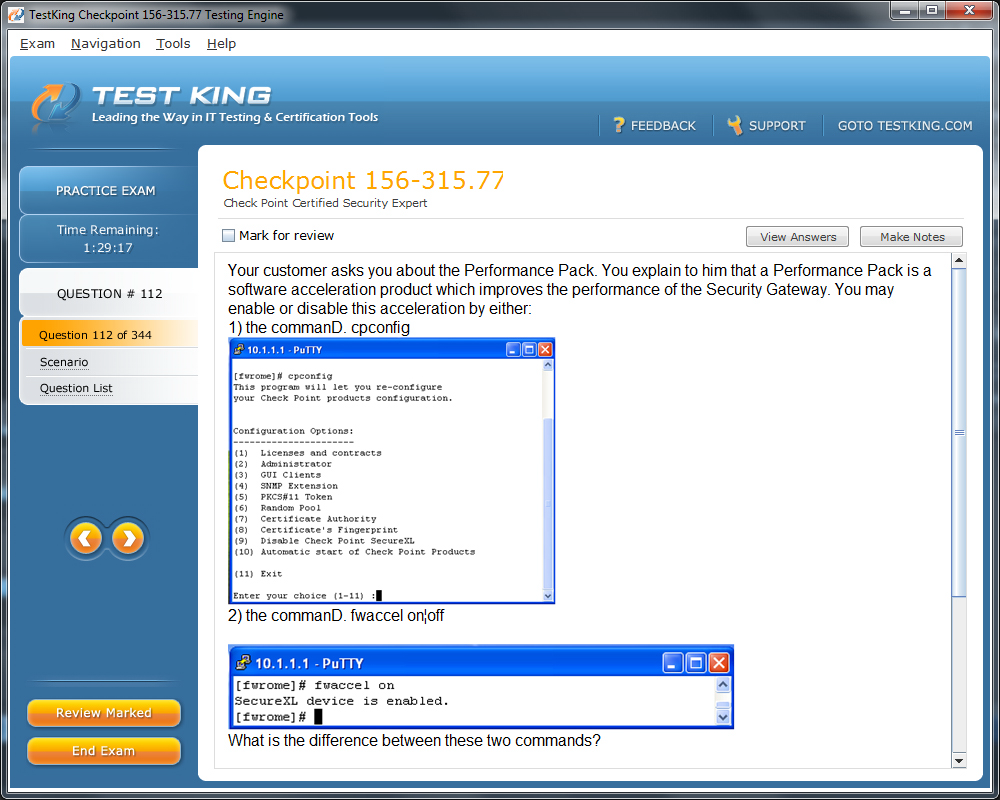 TestKing Checkpoint 156-315.77 Testing Engine
Exam Navigation Tools Help
TEST KING
Leading the Way in IT Testing & Certification Tools
? FEEDBACK SUPPORT GOTO TESTKING.COM
PRACTICE EXAM
Time Remaining:
1:29:17
QUESTION # 112
Question 112 of 344
Scenario
Question List
Review Marked
End Exam
Checkpoint 156-315.77
Check Point Certified Security Expert
Mark for review
View Answers Make Notes
Your customer asks you about the Performance Pack. You explain to him that a Performance Pack is a
software acceleration product which improves the performance of the Security Gateway. You may
enable or disable this acceleration by either:
1) the commanD. cpconfig
10.1.1.1 - PuTTY
[fwrome]# cpconfig
This program will let you re-configure
your Check Point products configuration.
Configuration Options:
----------------------
(1) Licenses and contracts
(2) Administrator
(3) GUI Clients
(4) SNMP Extension
(5) PKCS#11 Token
(6) Random Pool
(7) Certificate Authority
(8) Certificate's Fingerprint
(9) Disable Check Point SecureXL
(10) Automatic start of Check Point Products
(11) Exit
Enter your choice (1-11) :
2) the commanD. fwaccel on¦off
10.1.1.1 - PuTTY
[fwrome]# fwaccel on
SecureXL device is enabled.
[fwrome]#
What is the difference between these two commands?